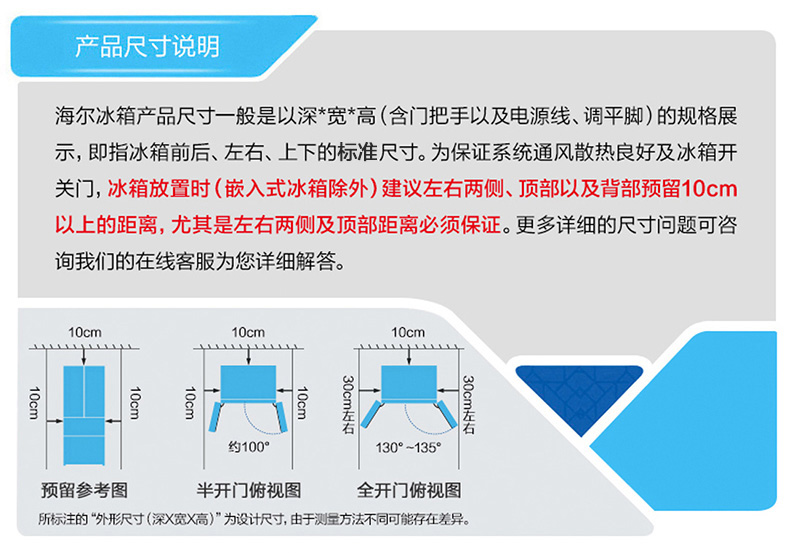 产品尺寸说明
海尔冰箱产品尺寸一般是以深*宽*高（含门把手以及电源线、调平脚）的规格展
示，即指冰箱前后、左右、上下的标准尺寸。为保证系统通风散热良好及冰箱开
关门，冰箱放置时（嵌入式冰箱除外）建议左右两侧、顶部以及背部预留10cm
以上的距离，尤其是左右两侧及顶部距离必须保证。更多详细的尺寸问题可咨
询我们的在线客服为您详细解答。
10cm
10cm
10cm
预留参考图
10cm
10cm
10cm
约100°
半开门俯视图
10cm
30cm左右
30cm左右
130°~135°
全开门俯视图
所标注的“外形尺寸（深X宽X高）”为设计尺寸，由于测量方法不同可能存在差异。